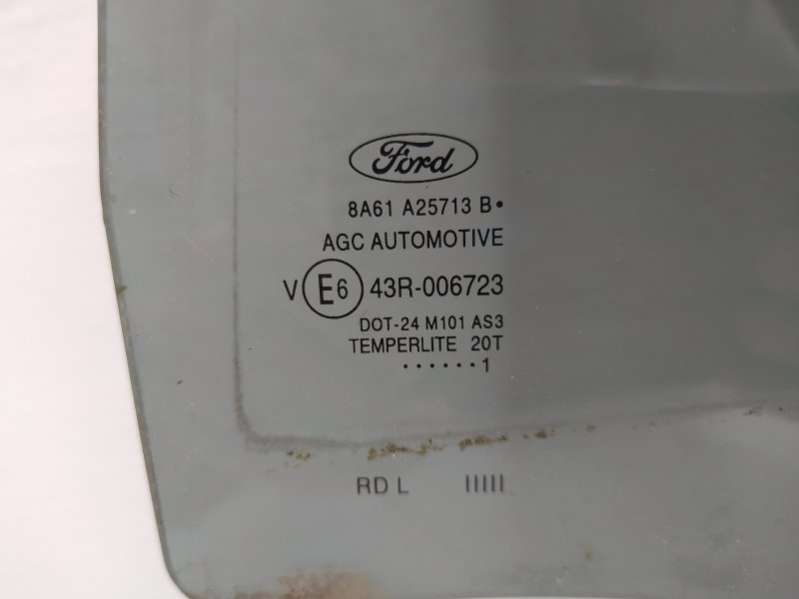 Ford
8A61 A25713 B•
AGC AUTOMOTIVE
V E6 43R-006723
DOT-24 M101 AS3
TEMPERLITE 20T
••••••1
RD L IIIII